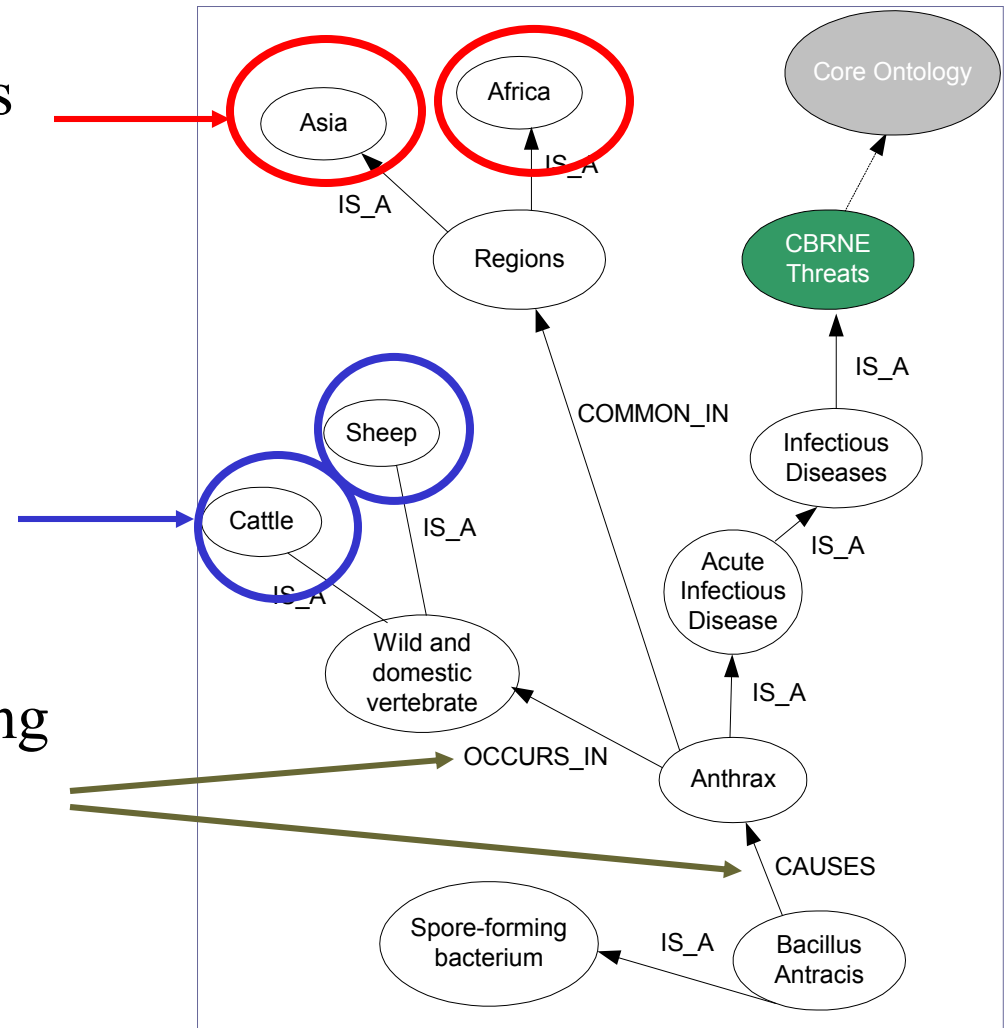 s
Asia
Africa
Core Ontology
IS_A
IS_A
Regions
CBRNE
Threats
IS_A
COMMON_IN
Sheep
Infectious
Diseases
Cattle
IS_A
IS_A
Acute
Infectious
Disease
IS_A
Wild and
domestic
vertebrate
IS_A
ng
OCCURS_IN
Anthrax
CAUSES
Spore-forming
bacterium
IS_A
Bacillus
Antracis